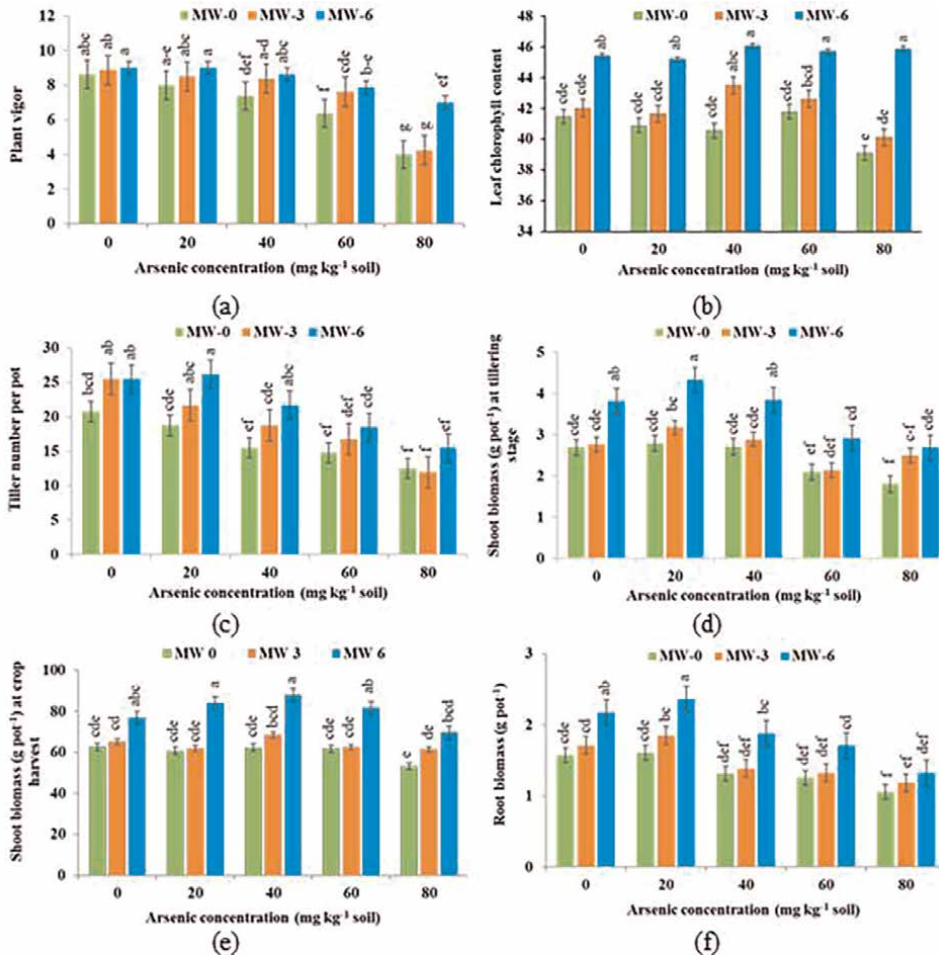 MW-0 MW-3 MW-6
Plant vigor
12
10
8
6
4
2
0
abc ab a
a-e abc a
def a-d abc
f cde b-e
g g ef
0 20 40 60 80
Arsenic concentration (mg kg-1 soil)
(a)
MW-0 MW-3 MW-6
Leaf chlorophyll content
48
46
44
42
40
38
36
34
cde cde ab
cde cde ab
cde abc a
cde bcd a
e de a
0 20 40 60 80
Arsenic concentration (mg kg-1 soil)
(b)
MW-0 MW-3 MW-6
Tiller number per pot
30
25
20
15
10
5
0
bcd ab ab
cde abc a
ef cde abc
ef def cde
f f ef
0 20 40 60 80
Arsenic concentration (mg kg-1 soil)
(c)
MW-0 MW-3 MW-6
Shoot biomass (g pot-1) at tillering
stage
5
4
3
2
1
0
cde cde ab
cde bc a
cde cde ab
ef def cd
f c-f cde
0 20 40 60 80
Arsenic concentration (mg kg-1 soil)
(d)
MW 0 MW 3 MW 6
Shoot biomass (g pot-1) at crop
harvest
100
80
60
40
20
0
cde cd abc
cde cde a
cde bcd a
cde cde ab
e de bcd
0 20 40 60 80
Arsenic concentration (mg kg-1 soil)
(e)
MW-0 MW-3 MW-6
Root biomass (g pot-1)
3
2
1
0
cde cde ab
cde bc a
def def bc
def def cd
f ef def
0 20 40 60 80
Arsenic concentration (mg kg-1 soil)
(f)